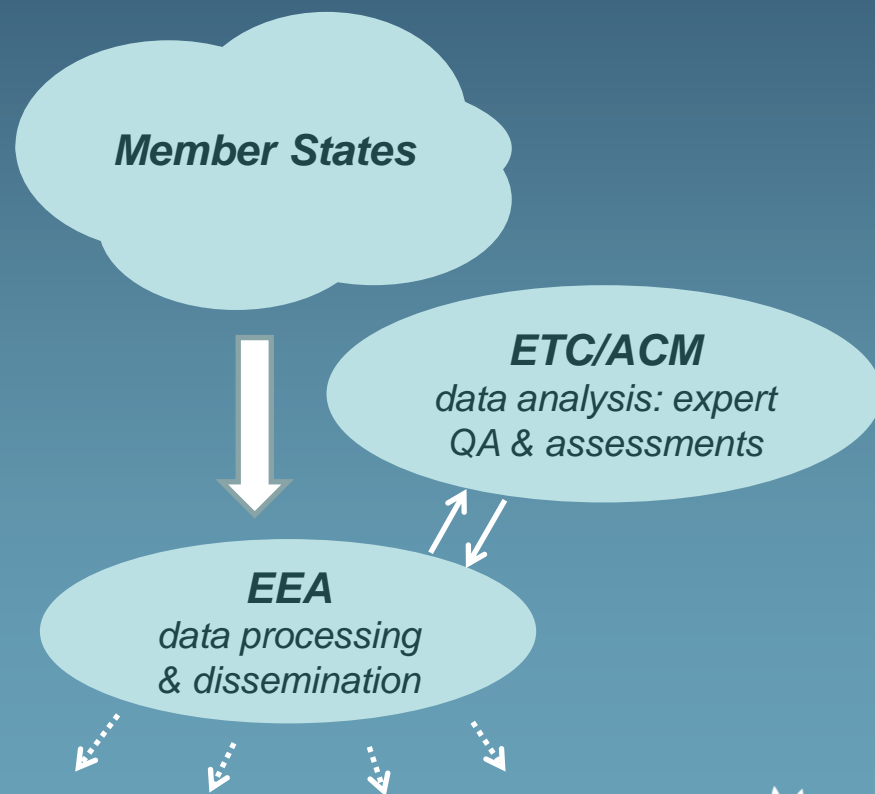 Member States
ETC/ACM
data analysis: expert
QA & assessments
EEA
data processing
& dissemination